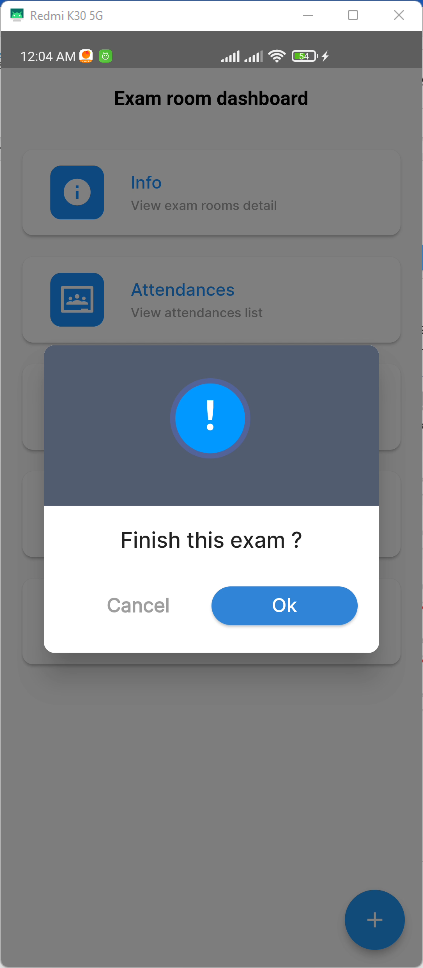 Redmi K30 5G
12:04 AM
54
Exam room dashboard
Info
View exam rooms detail
Attendances
View attendances list
!
Finish this exam ?
Cancel
Ok
+